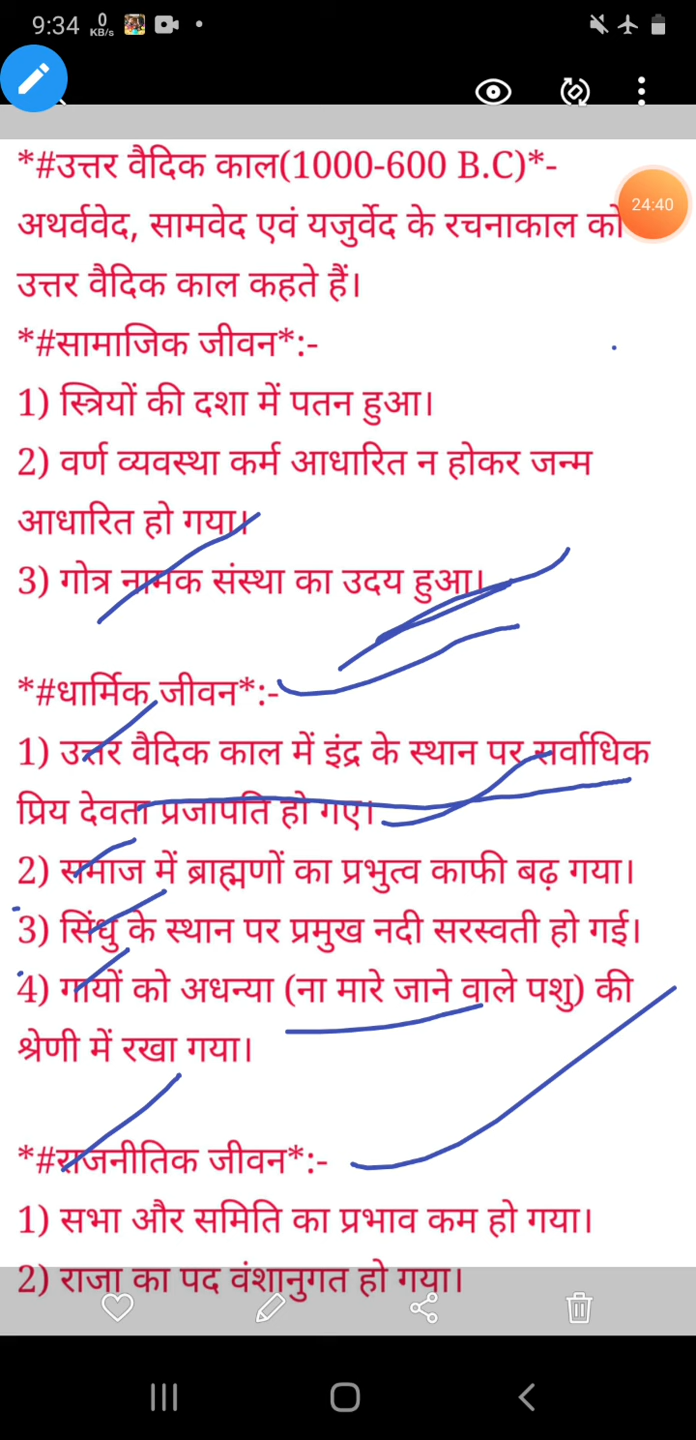 9:34 0 KB/s
24:40
*#उत्तर वैदिक काल(1000-600 B.C)*-
अथर्ववेद, सामवेद एवं यजुर्वेद के रचनाकाल को
उत्तर वैदिक काल कहते हैं।
*#सामाजिक जीवन*:-
1) स्त्रियों की दशा में पतन हुआ।
2) वर्ण व्यवस्था कर्म आधारित न होकर जन्म
आधारित हो गया।
3) गोत्र नामक संस्था का उदय हुआ।
*#धार्मिक जीवन*:-
1) उत्तर वैदिक काल में इंद्र के स्थान पर सर्वाधिक
प्रिय देवता प्रजापति हो गए।
2) समाज में ब्राह्मणों का प्रभुत्व काफी बढ़ गया।
3) सिंधु के स्थान पर प्रमुख नदी सरस्वती हो गई।
4) गायों को अधन्या (ना मारे जाने वाले पशु) की
श्रेणी में रखा गया।
*#राजनीतिक जीवन*:-
1) सभा और समिति का प्रभाव कम हो गया।
2) राजा का पद वंशानुगत हो गया।